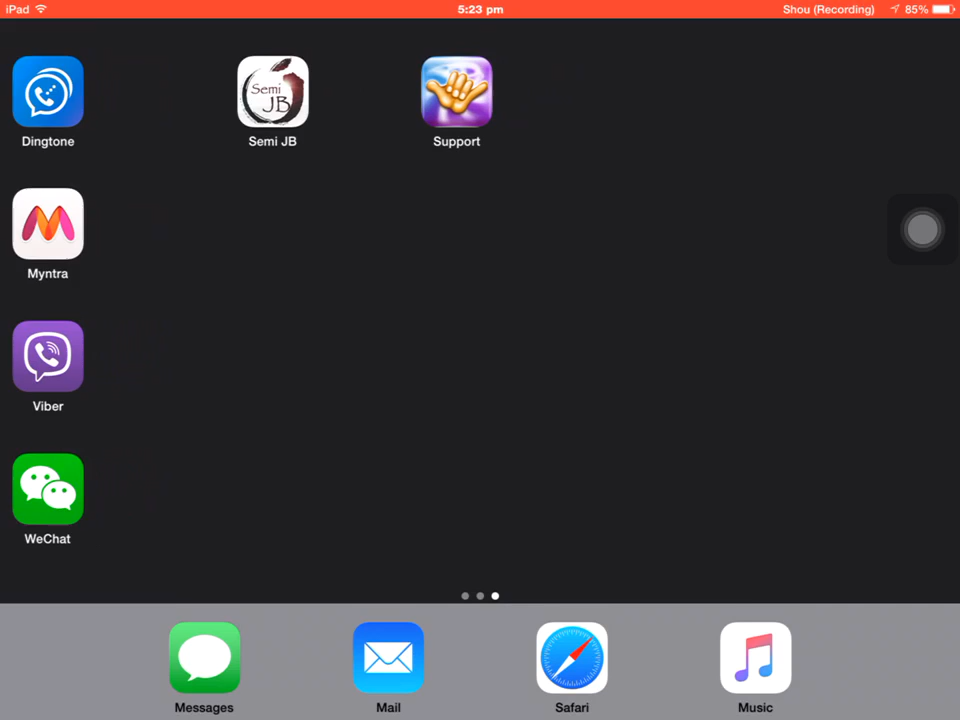 iPad 5:23 pm Shou (Recording) 85%
Semi
JB
Dingtone Semi JB Support
Myntra
Viber
WeChat
Messages Mail Safari Music